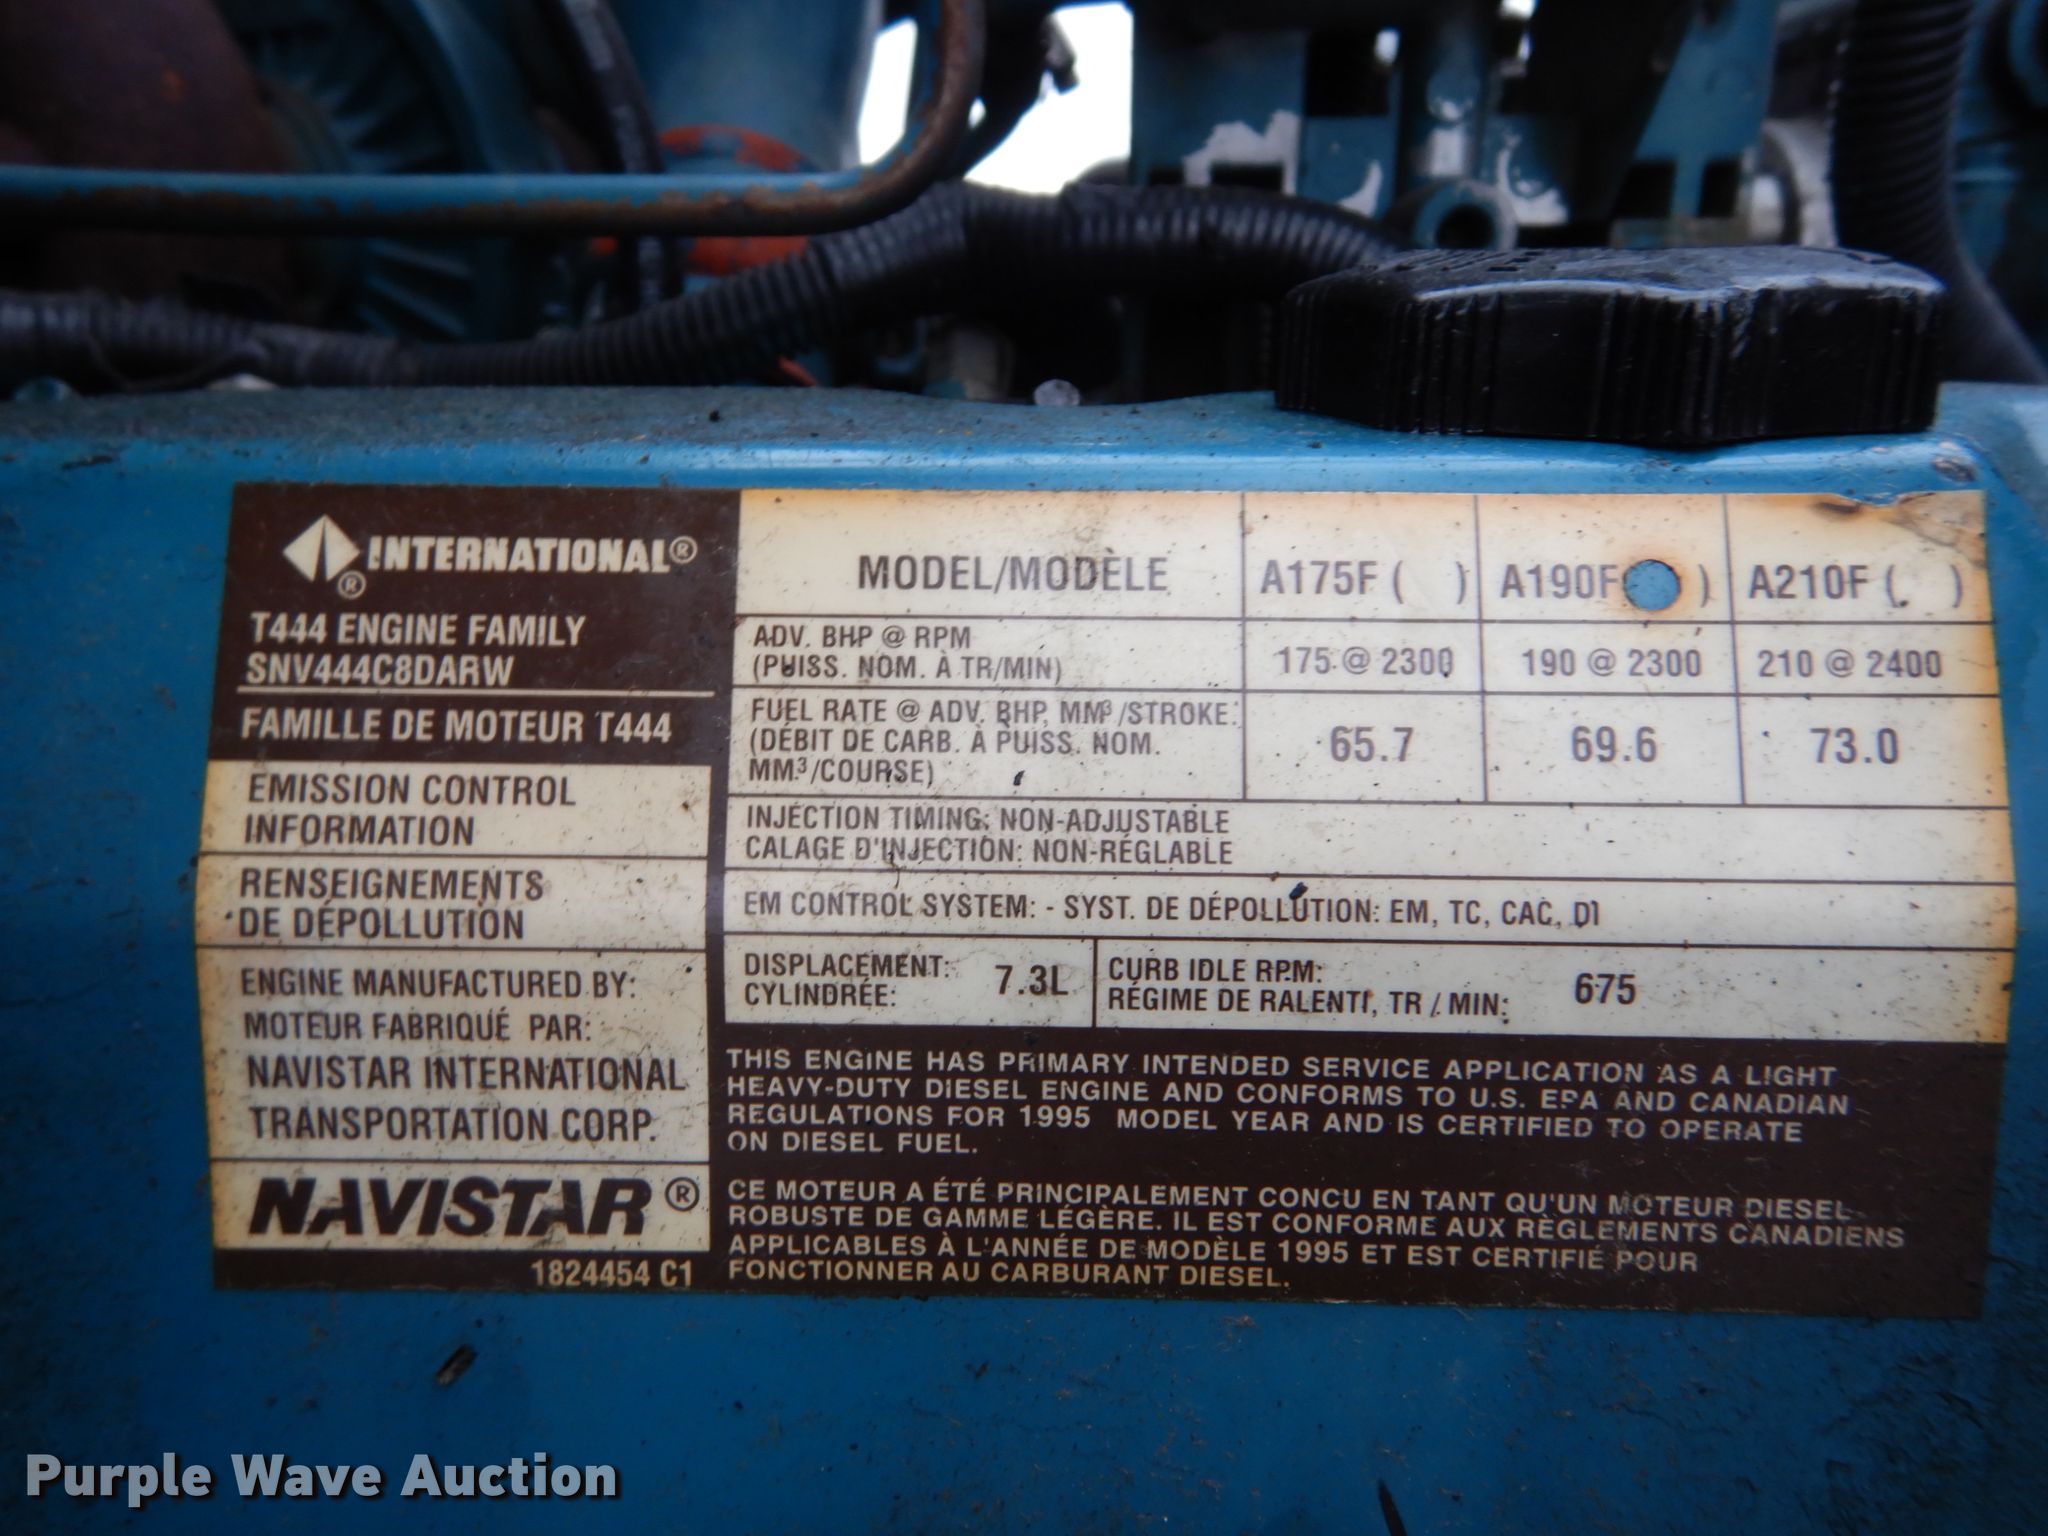 INTERNATIONAL®
®
T444 ENGINE FAMILY
SNV444C8DARW
FAMILLE DE MOTEUR T444
EMISSION CONTROL
INFORMATION
RENSEIGNEMENTS
DE DÉPOLLUTION
ENGINE MANUFACTURED BY:
MOTEUR FABRIQUÉ PAR:
NAVISTAR INTERNATIONAL
TRANSPORTATION CORP.
NAVISTAR®
1824454 C1
MODEL/MODÈLE A175F ( ) A190F ) A210F ( )
ADV. BHP @ RPM
(PUISS. NOM. À TR/MIN) 175 @ 2300 190 @ 2300 210 @ 2400
FUEL RATE @ ADV. BHP, MM³/STROKE:
(DÉBIT DE CARB. À PUISS. NOM. 65.7 69.6 73.0
MM³/COURSE)
INJECTION TIMING: NON-ADJUSTABLE
CALAGE D'INJECTION: NON-RÉGLABLE
EM CONTROL SYSTEM: - SYST. DE DÉPOLLUTION: EM, TC, CAC, DI
DISPLACEMENT: 7.3L
CYLINDRÉE:
CURB IDLE RPM: 675
RÉGIME DE RALENTI, TR / MIN:
THIS ENGINE HAS PRIMARY INTENDED SERVICE APPLICATION AS A LIGHT
HEAVY-DUTY DIESEL ENGINE AND CONFORMS TO U.S. EPA AND CANADIAN
REGULATIONS FOR 1995 MODEL YEAR AND IS CERTIFIED TO OPERATE
ON DIESEL FUEL.
CE MOTEUR A ÉTÉ PRINCIPALEMENT CONCU EN TANT QU'UN MOTEUR DIESEL
ROBUSTE DE GAMME LÉGÈRE. IL EST CONFORME AUX RÈGLEMENTS CANADIENS
APPLICABLES À L'ANNÉE DE MODÈLE 1995 ET EST CERTIFIÉ POUR
FONCTIONNER AU CARBURANT DIESEL.
Purple Wave Auction